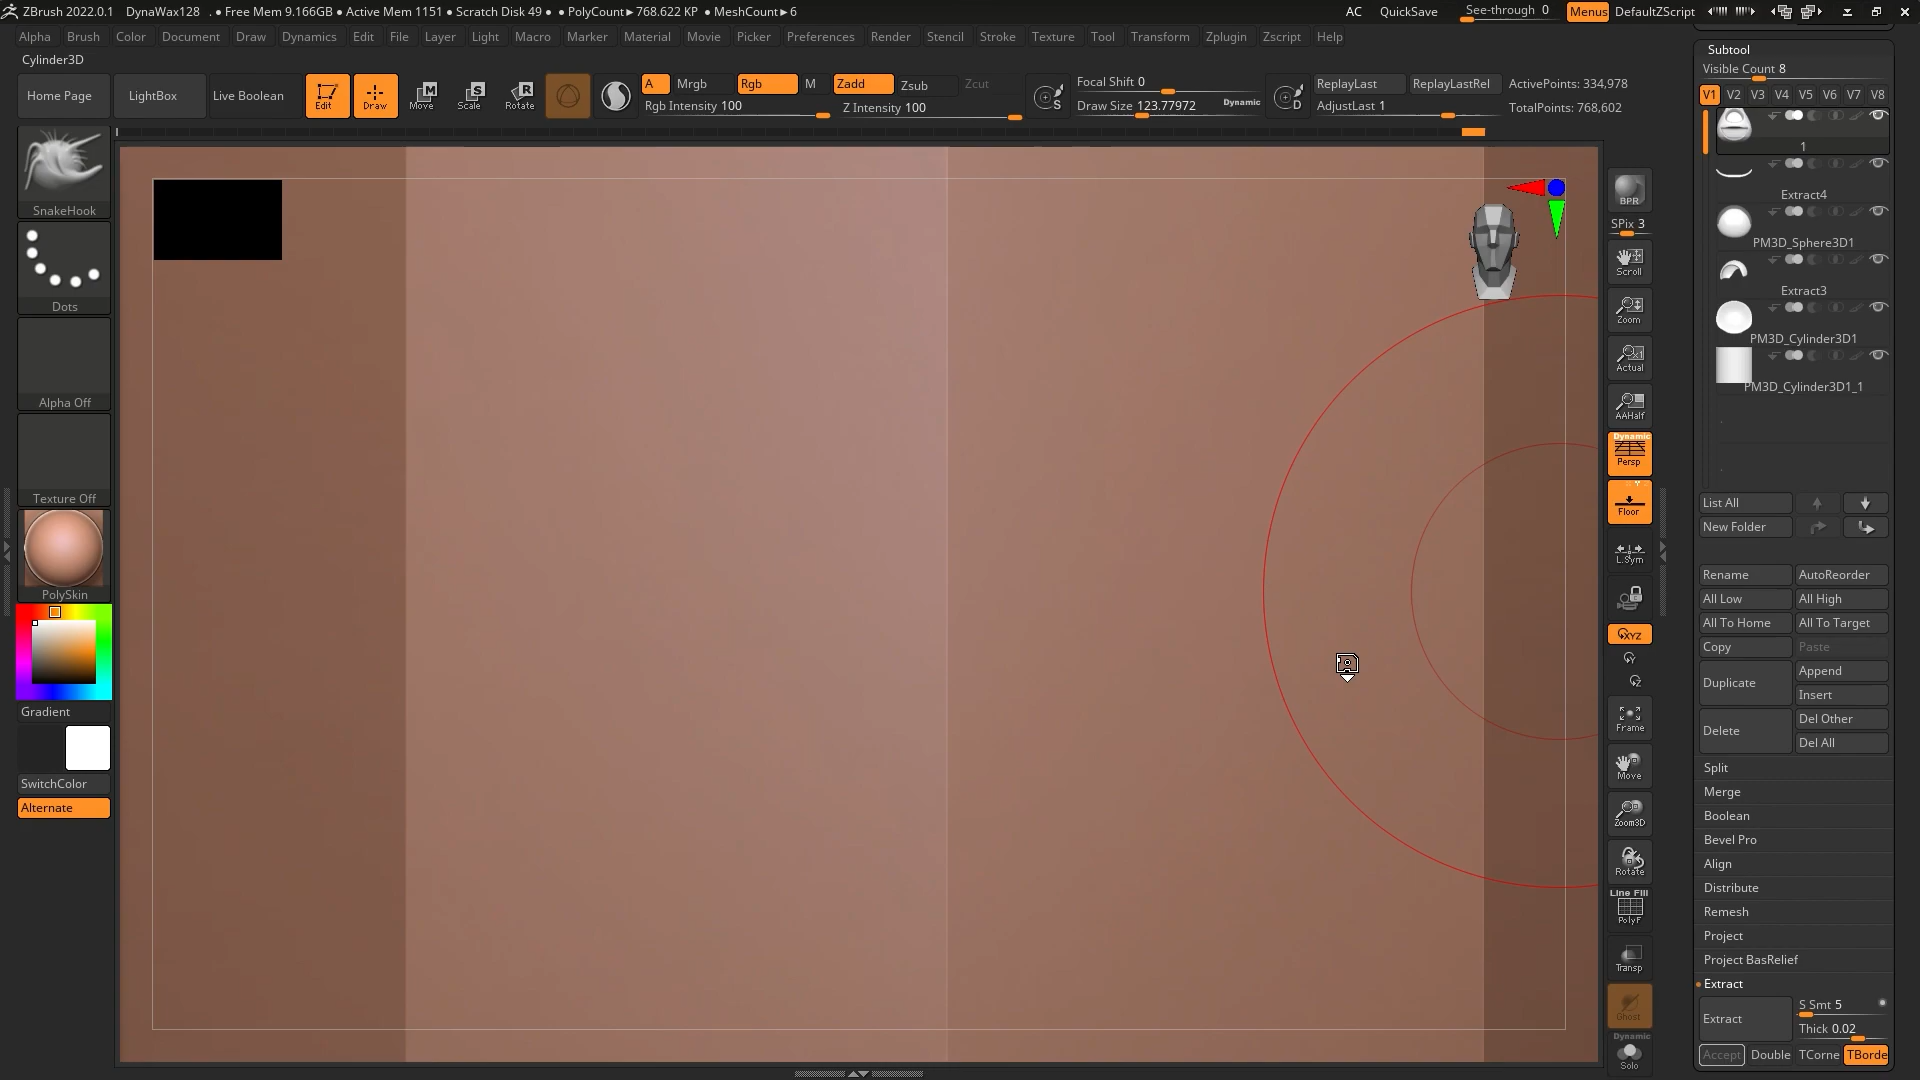 ZBrush 2022.0.1 DynaWax128 . ● Free Mem 9.166GB ● Active Mem 1151 ● Scratch Disk 49 ● ● PolyCount► 768.622 KP ● MeshCount► 6 AC QuickSave See-through 0 Menus DefaultZScript
Alpha Brush Color Document Draw Dynamics Edit File Layer Light Macro Marker Material Movie Picker Preferences Render Stencil Stroke Texture Tool Transform Zplugin Zscript Help
Cylinder3D
Home Page LightBox Live Boolean Edit Draw Move Scale Rotate
A Mrgb Rgb M Zadd Zsub Zcut
Rgb Intensity 100 Z Intensity 100
Focal Shift 0
Draw Size 123.77972 Dynamic
ReplayLast ReplayLastRel
AdjustLast 1
ActivePoints: 334,978
TotalPoints: 768,602
SnakeHook
Dots
Alpha Off
Texture Off
PolySkin
Gradient
SwitchColor
Alternate
BPR
SPix 3
Scroll
Zoom
Actual
AAHalf
Dynamic
Persp
Floor
L.Sym
XYZ
Y
Z
Frame
Move
Zoom3D
Rotate
Line Fill
PolyF
Transp
Ghost
Dynamic
Solo
Subtool
Visible Count 8
V1 V2 V3 V4 V5 V6 V7 V8
1
Extract4
PM3D_Sphere3D1
Extract3
PM3D_Cylinder3D1
PM3D_Cylinder3D1_1
List All
New Folder
Rename AutoReorder
All Low All High
All To Home All To Target
Copy Paste
Duplicate Append
Insert
Delete Del Other
Del All
Split
Merge
Boolean
Bevel Pro
Align
Distribute
Remesh
Project
Project BasRelief
Extract
Extract S Smt 5
Thick 0.02
Accept Double TCorne TBorde